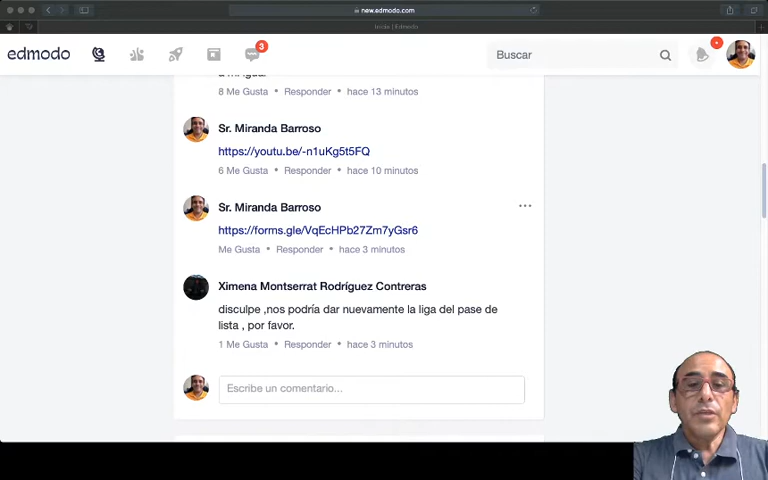 new.edmodo.com
Inicio | Edmodo
edmodo
3
Buscar
8 Me Gusta • Responder • hace 13 minutos
Sr. Miranda Barroso
https://youtu.be/-n1uKg5t5FQ
6 Me Gusta • Responder • hace 10 minutos
Sr. Miranda Barroso
https://forms.gle/VqEcHPb27Zm7yGsr6
Me Gusta • Responder • hace 3 minutos
Ximena Montserrat Rodríguez Contreras
disculpe ,nos podría dar nuevamente la liga del pase de
lista , por favor.
1 Me Gusta • Responder • hace 3 minutos
Escribe un comentario...